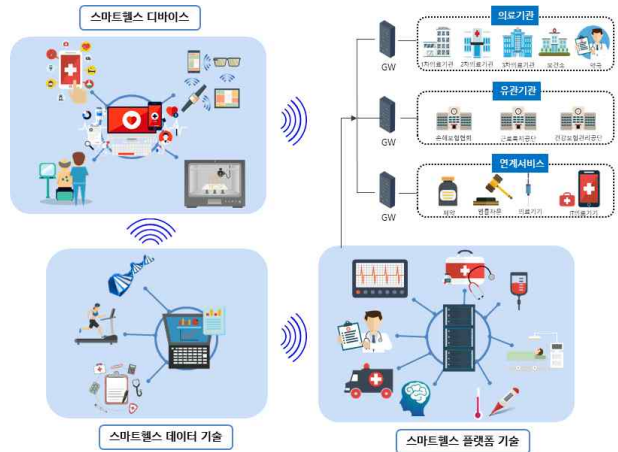 스마트헬스 디바이스
의료기관
1차의료기관 2차의료기관 3차의료기관 보건소 약국
GW
유관기관
손해보험협회 근로복지공단 건강보험관리공단
GW
연계서비스
제약 법률자문 의료기기 IT의료기기
GW
스마트헬스 데이터 기술
스마트헬스 플랫폼 기술